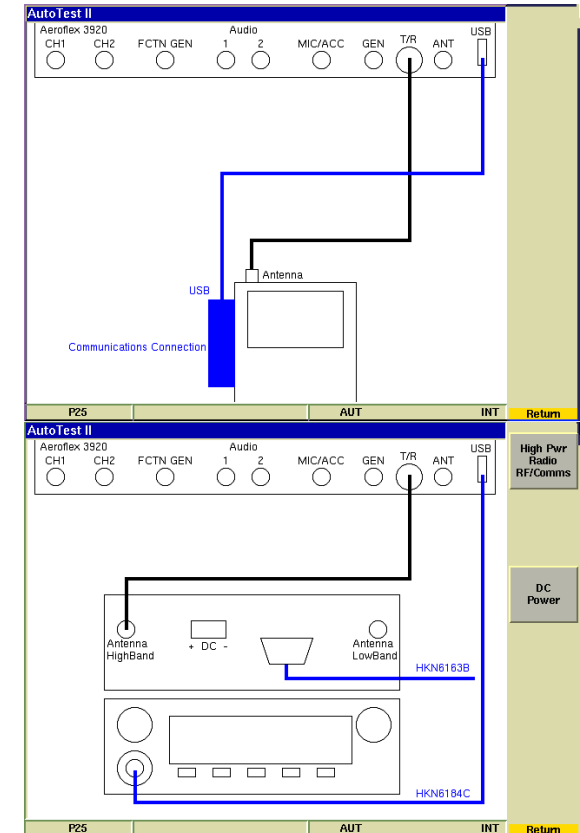 AutoTest II
Aeroflex 3920
Audio
USB
CH1 CH2 FCTN GEN 1 2 MIC/ACC GEN T/R ANT
Antenna
USB
Communications Connection
P25 AUT INT Return
AutoTest II
Aeroflex 3920
Audio
USB
CH1 CH2 FCTN GEN 1 2 MIC/ACC GEN T/R ANT
High Pwr
Radio
RF/Comms
DC
Power
Antenna
HighBand
+ DC -
Antenna
LowBand
HKN6163B
HKN6184C
P25 AUT INT Return